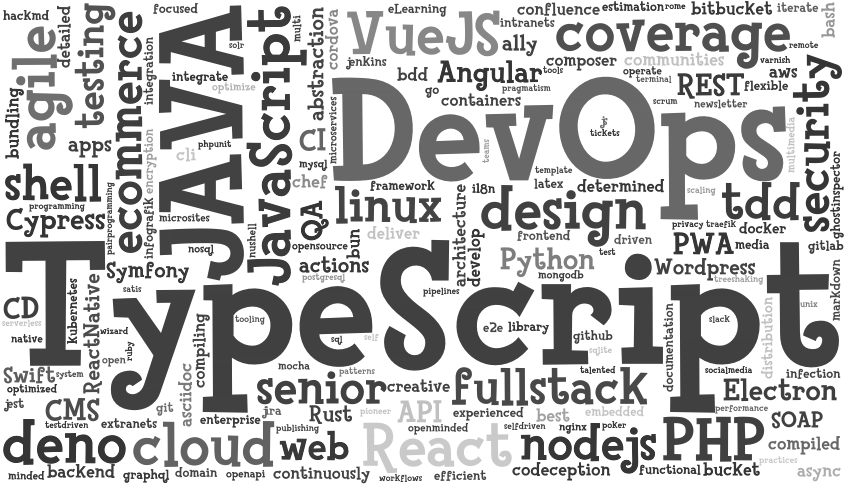 hackmd
focused
eLearning
confluence
estimation
rome
bitbucket
iterate
bash
agile
detailed
testing
ecommerce
integration
JAVA
solr
JavaScript
multi
abstraction
cordova
VueJS
intranets
ally
coverage
remote
jenkins
composer
communities
varnish
integrate
optimize
bdd
Angular
tools
operate
terminal
REST
aws
flexible
security
bundling
go
pragmatism
containers
scrum
newsletter
microservices
DevOps
js
tickets
multimedia
apps
phpunit
cli
CI
mysql
teams
encryption
shell
chef
template
latex
determined
scaling
tdd
framework
il8n
programming
Cypress
pairprogramming
infografik
microsites
nushell
QA
linux
architecture
design
privacy
traefik
docker
ghostinspector
deliver
frontend
driven
PWA
media
gitlab
nosql
opensource
bun
develop
test
Symfony
actions
postgresql
Python
mongodb
Wordpress
treeshaking
markdown
satis
TypeScript
pipelines
CD
serverless
kubernetes
ReactNative
wizard
tooling
sql
self
e2e
library
github
slack
unix
native
open
ruby
compiling
sqlite
documentation
distribution
Swift
system
mocha
patterns
talented
socialmedia
infection
optimized
asciidoc
senior
creative
fullstack
Electron
jest
CMS
git
enterprise
jra
Rust
pioneer
API
experienced
best
embedded
performance
SOAP
testdriven
extranets
publishing
openminded
selfdriven
nginx
poker
deno
cloud
web
React
nodejs
PHP
compiled
minded
backend
graphql
domain
openapi
continuously
workflows
efficient
codeception
functional
bucket
practices
async